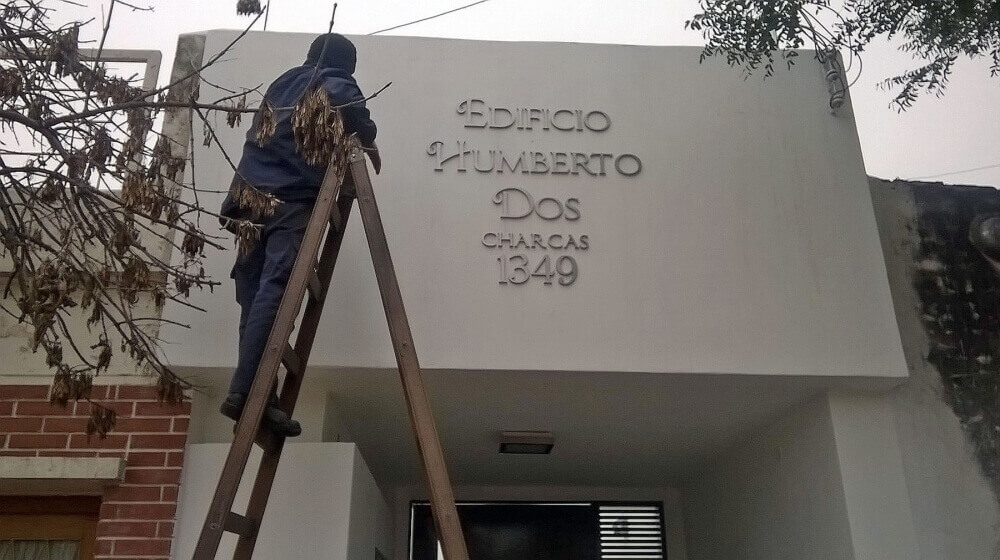 EDIFICIO
HUMBERTO
DOS
CHARCAS
1349